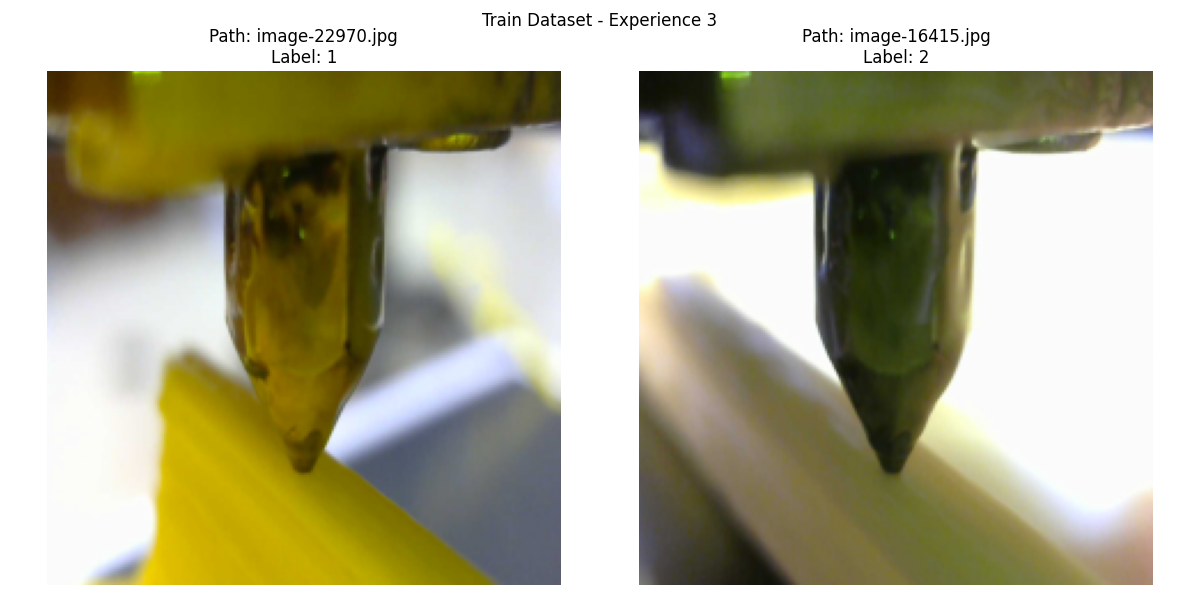 Train Dataset - Experience 3
Path: image-22970.jpg
Label: 1
Path: image-16415.jpg
Label: 2